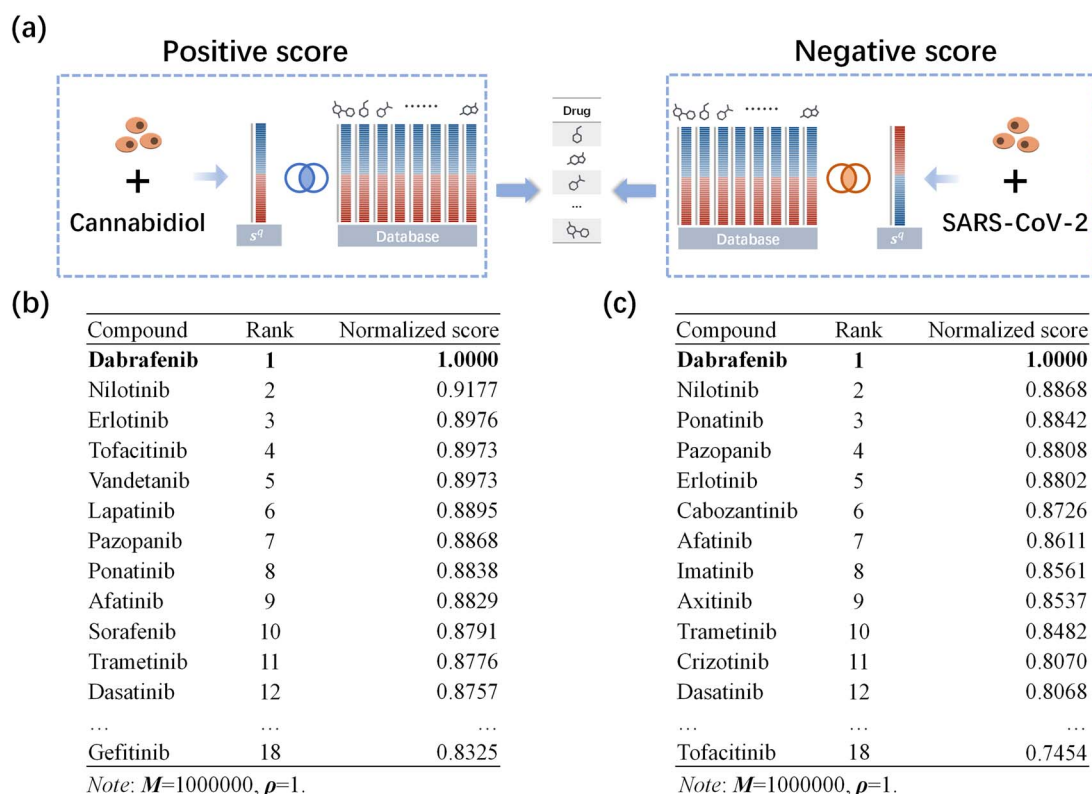 (a)
Positive score
Negative score
+
Cannabidiol
s^q
......
Database
Drug
...
......
Database
s^q
+
SARS-CoV-2
(b)
Compound Rank Normalized score
Dabrafenib 1 1.0000
Nilotinib 2 0.9177
Erlotinib 3 0.8976
Tofacitinib 4 0.8973
Vandetanib 5 0.8973
Lapatinib 6 0.8895
Pazopanib 7 0.8868
Ponatinib 8 0.8838
Afatinib 9 0.8829
Sorafenib 10 0.8791
Trametinib 11 0.8776
Dasatinib 12 0.8757
... ... ...
Gefitinib 18 0.8325
Note: M=1000000, ρ=1.
(c)
Compound Rank Normalized score
Dabrafenib 1 1.0000
Nilotinib 2 0.8868
Ponatinib 3 0.8842
Pazopanib 4 0.8808
Erlotinib 5 0.8802
Cabozantinib 6 0.8726
Afatinib 7 0.8611
Imatinib 8 0.8561
Axitinib 9 0.8537
Trametinib 10 0.8482
Crizotinib 11 0.8070
Dasatinib 12 0.8068
... ... ...
Tofacitinib 18 0.7454
Note: M=1000000, ρ=1.